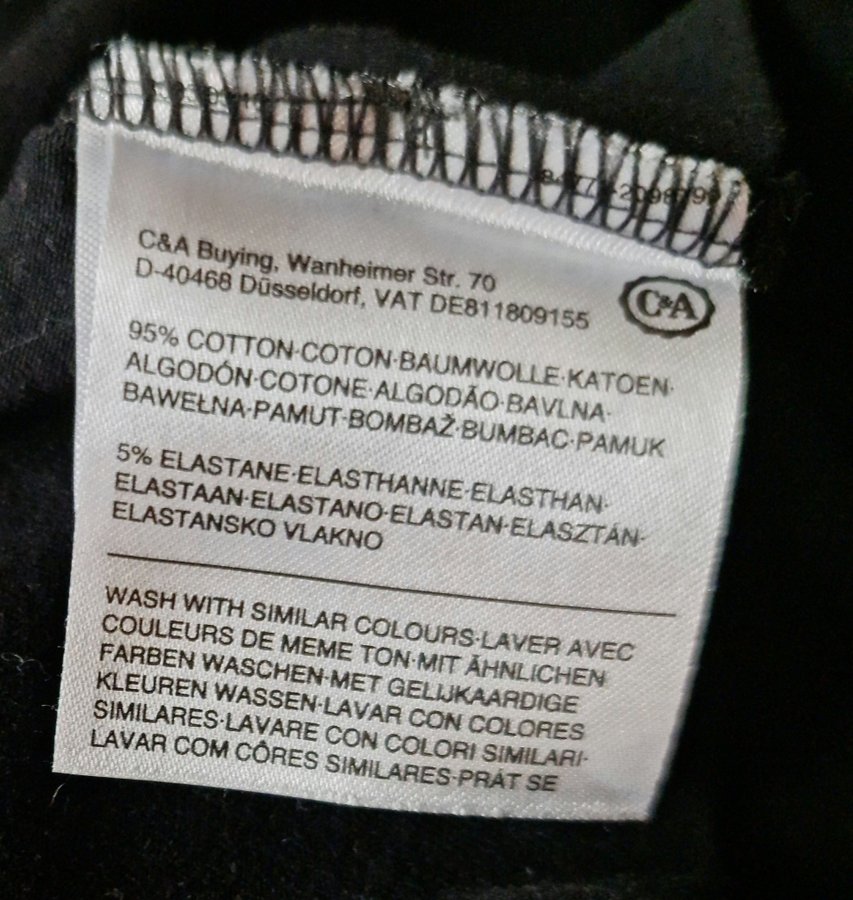 C&A Buying, Wanheimer Str. 70
D-40468 Düsseldorf, VAT DE811809155
C&A
95% COTTON·COTON·BAUMWOLLE·KATOEN·
ALGODÓN·COTONE·ALGODÃO·BAVLNA·
BAWEŁNA·PAMUT·BOMBAŽ·BUMBAC·PAMUK
5% ELASTANE·ELASTHANNE·ELASTHAN·
ELASTAAN·ELASTANO·ELASTAN·ELASZTÁN·
ELASTANSKO VLAKNO
WASH WITH SIMILAR COLOURS·LAVER AVEC
COULEURS DE MEME TON·MIT ÄHNLICHEN
FARBEN WASCHEN·MET GELIJKAARDIGE
KLEUREN WASSEN·LAVAR CON COLORES
SIMILARES·LAVARE CON COLORI SIMILARI·
LAVAR COM CÔRES SIMILARES·PRÁT SE